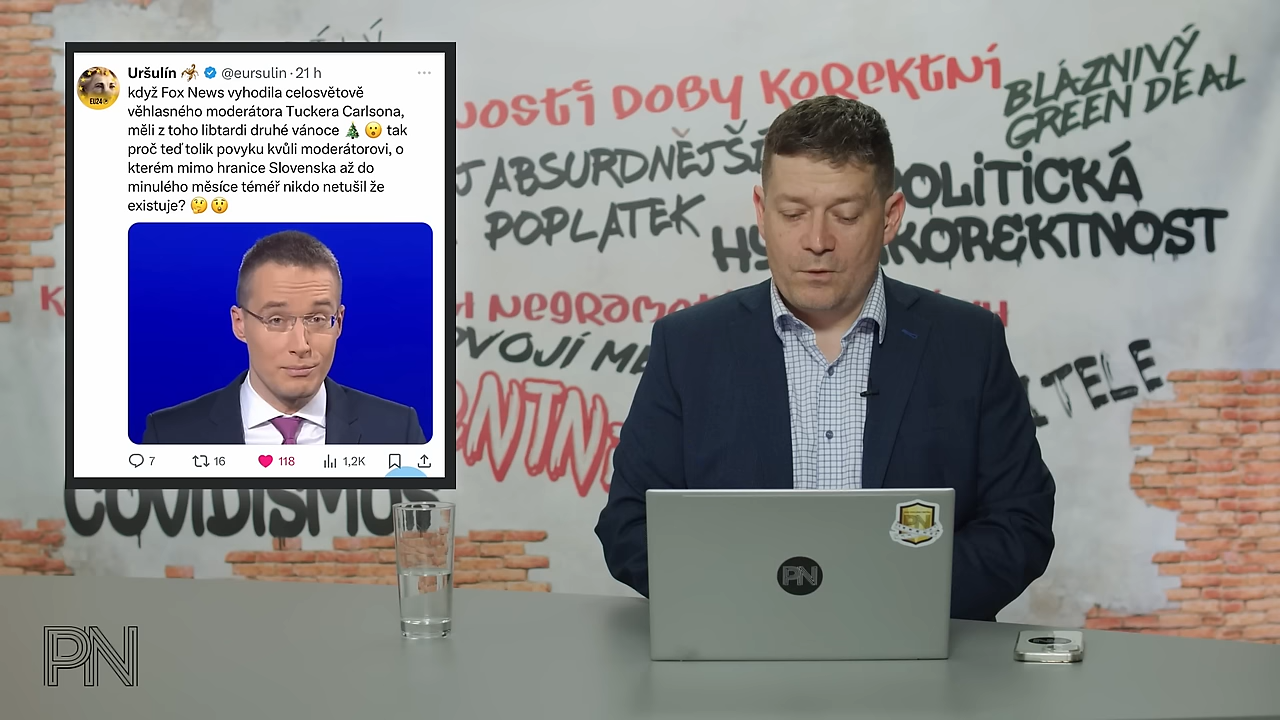 Uršulín @eursulin · 21 h
když Fox News vyhodila celosvětově
věhlasného moderátora Tuckera Carlsona,
měli z toho libtardi druhé vánoce 🎄 😮 tak
proč teď tolik povyku kvůli moderátorovi, o
kterém mimo hranice Slovenska až do
minulého měsíce téměř nikdo netušil že
existuje? 🤔 😲
7 16 118 1,2K
DOBY KOREKTNÍ
BLÁZNIVÝ
GREEN DEAL
ABSURDNĚJŠÍ
POPLATEK
POLITICKÁ
KOREKTNOST
COVIDISMUS
PN
PN
PN